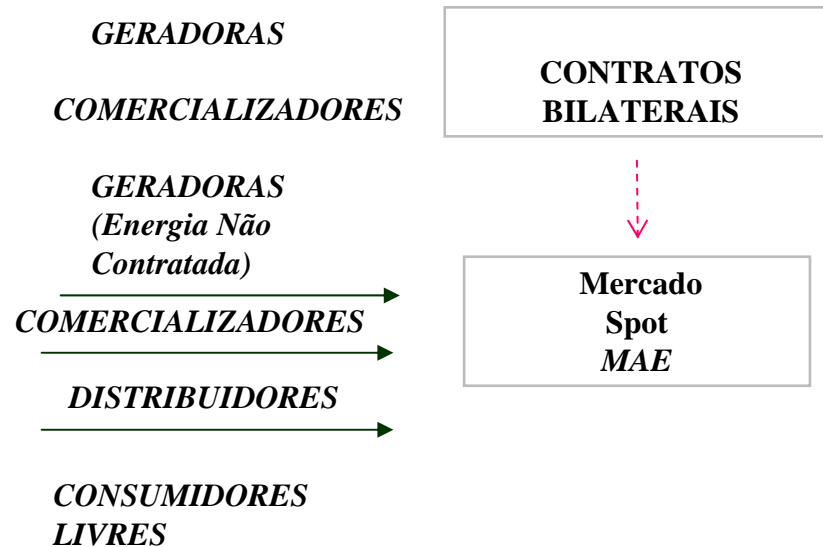 GERADORAS
COMERCIALIZADORES
CONTRATOS
BILATERAIS
GERADORAS
(Energia Não
Contratada)
COMERCIALIZADORES
DISTRIBUIDORES
CONSUMIDORES
LIVRES
Mercado
Spot
MAE